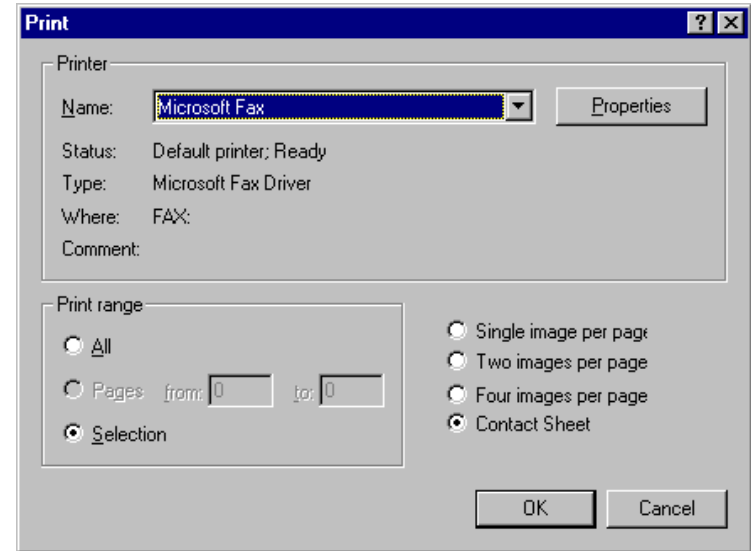 Print
Printer
Name: Microsoft Fax Properties
Status: Default printer; Ready
Type: Microsoft Fax Driver
Where: FAX:
Comment:
Print range
All
Pages from: 0 to: 0
Selection
Single image per page
Two images per page
Four images per page
Contact Sheet
OK Cancel